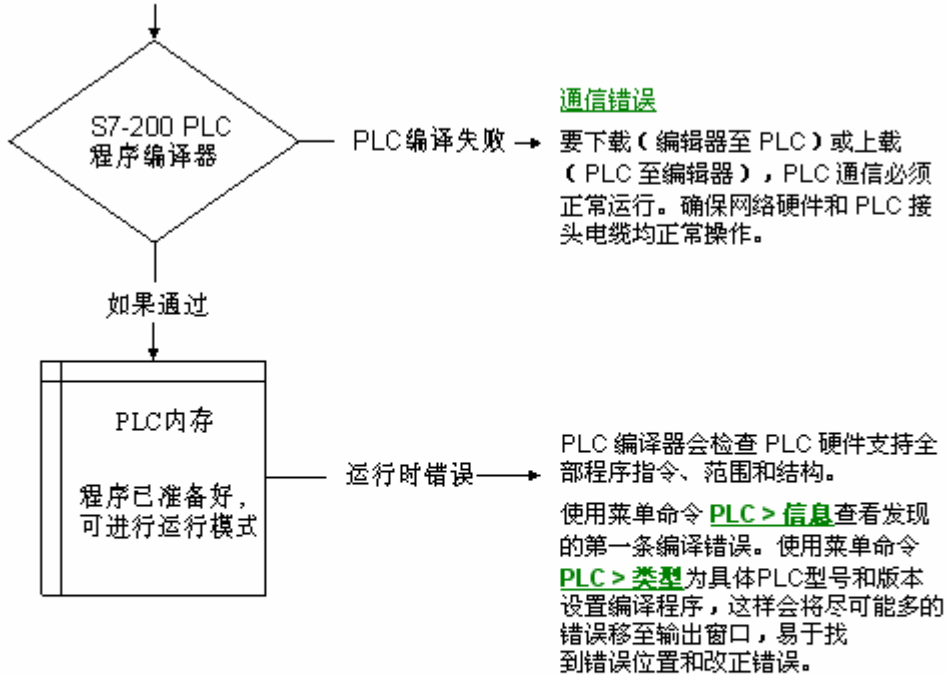 S7-200 PLC
程序编译器
PLC编译失败
通信错误
要下载（编辑器至 PLC）或上载
（PLC 至编辑器），PLC 通信必须
正常运行。确保网络硬件和 PLC 接
头电缆均正常操作。
如果通过
PLC内存
程序已准备好，
可进行运行模式
运行时错误
PLC 编译器会检查 PLC 硬件支持全
部程序指令、范围和结构。
使用菜单命令 PLC > 信息查看发现
的第一条编译错误。使用菜单命令
PLC > 类型为具体PLC型号和版本
设置编译程序，这样会将尽可能多的
错误移至输出窗口，易于找
到错误位置和改正错误。